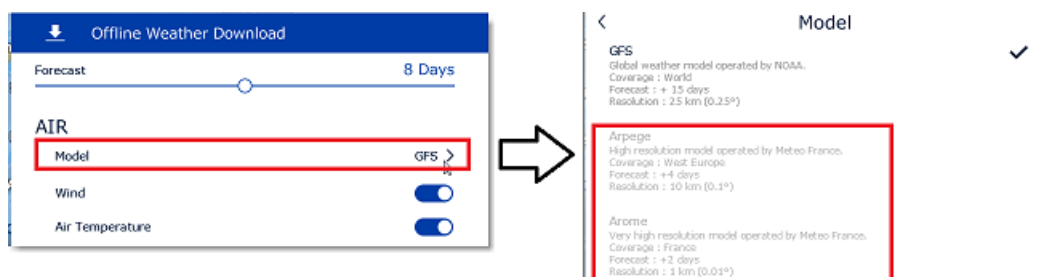 Offline Weather Download
Forecast
8 Days
AIR
Model
GFS
Wind
Air Temperature
Model
GFS
Global weather model operated by NOAA.
Coverage : World
Forecast : + 15 days
Resolution : 25 km (0.25°)
Arpege
High resolution model operated by Meteo France.
Coverage : West Europe
Forecast : +4 days
Resolution : 10 km (0.1°)
Arome
Very high resolution model operated by Meteo France.
Coverage : France
Forecast : +2 days
Resolution : 1 km (0.01°)